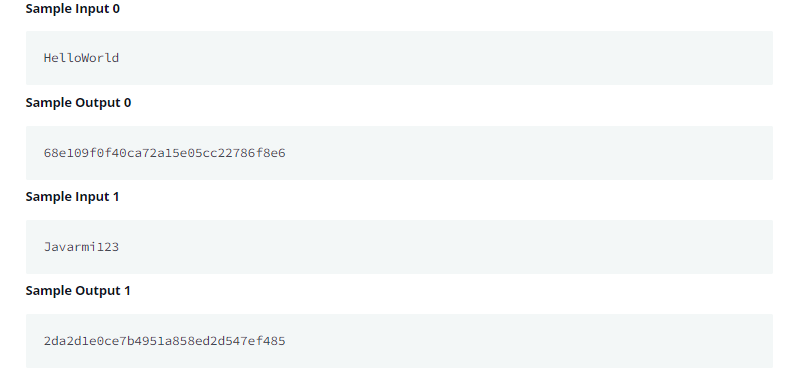 Sample Input 0
HelloWorld
Sample Output 0
68e109f0f40ca72a15e05cc22786f8e6
Sample Input 1
Javarmi123
Sample Output 1
2da2d1e0ce7b4951a858ed2d547ef485